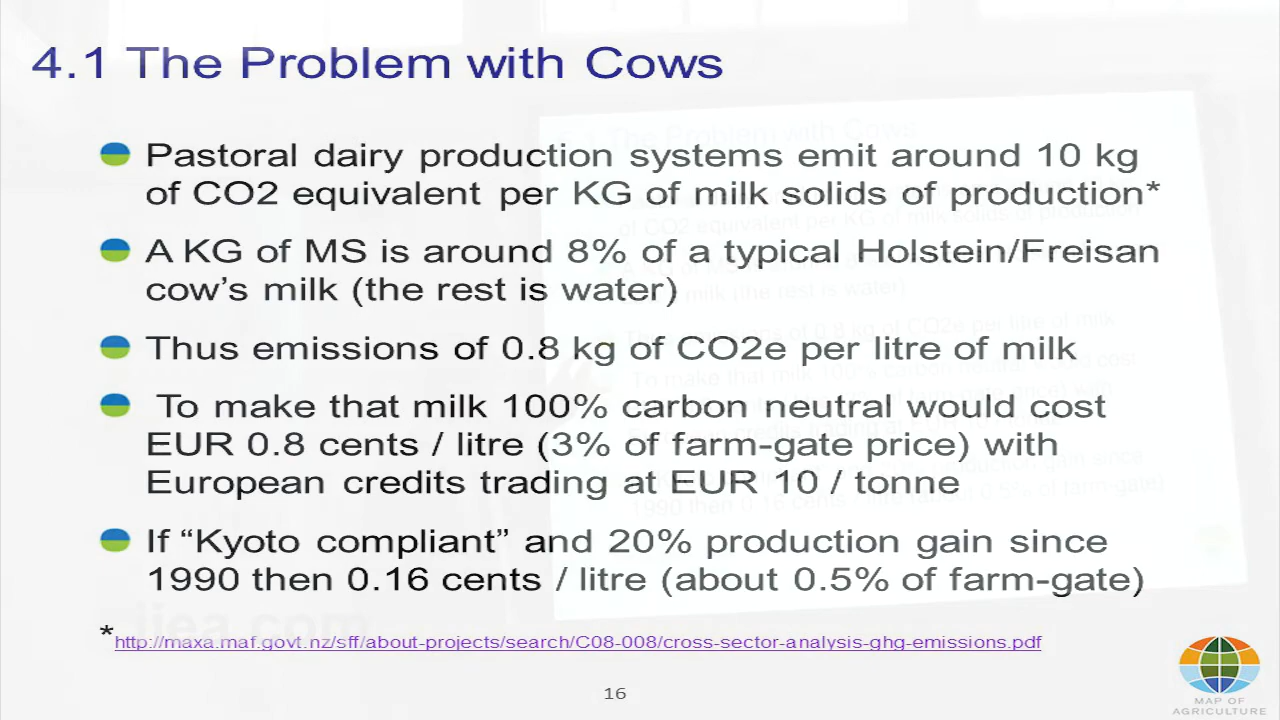 4.1 The Problem with Cows
Pastoral dairy production systems emit around 10 kg
of CO2 equivalent per KG of milk solids of production*
A KG of MS is around 8% of a typical Holstein/Freisan
cow's milk (the rest is water)
Thus emissions of 0.8 kg of CO2e per litre of milk
To make that milk 100% carbon neutral would cost
EUR 0.8 cents / litre (3% of farm-gate price) with
European credits trading at EUR 10 / tonne
If “Kyoto compliant” and 20% production gain since
1990 then 0.16 cents / litre (about 0.5% of farm-gate)
iiea.com
*http://maxa.maf.govt.nz/sff/about-projects/search/C08-008/cross-sector-analysis-ghg-emissions.pdf
16
MAP OF
AGRICULTURE